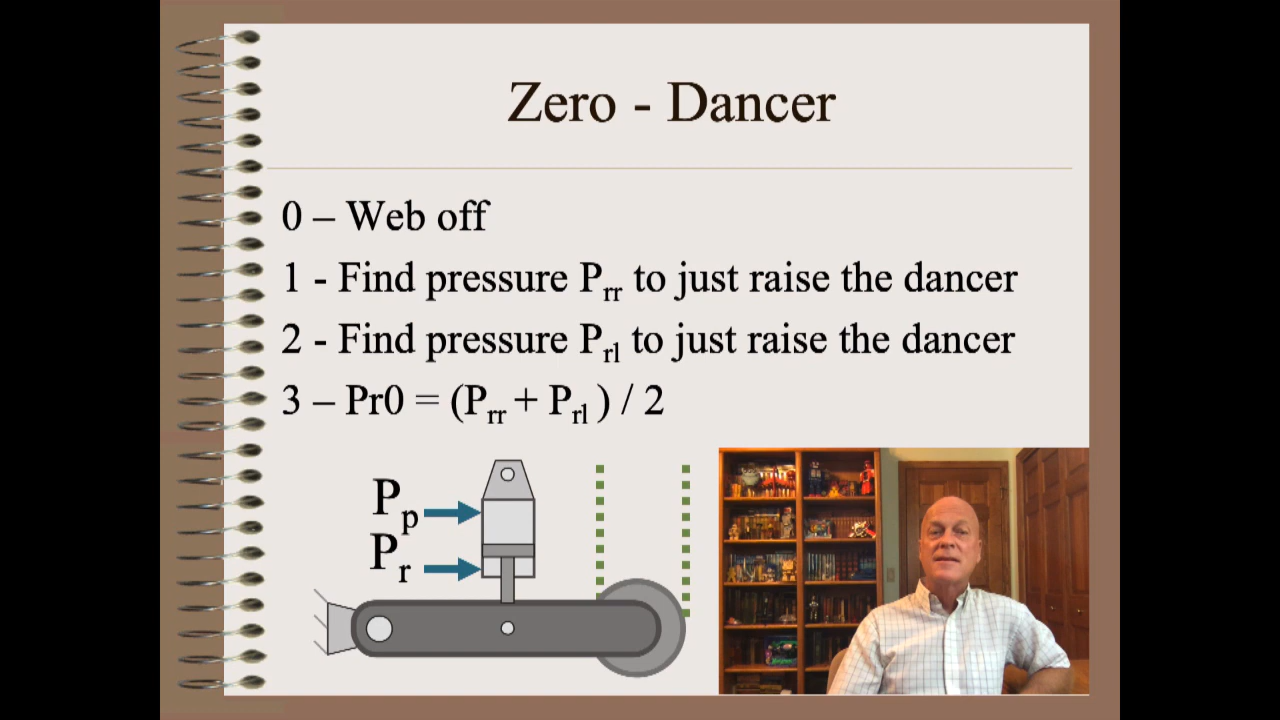 Zero - Dancer
0 – Web off
1 - Find pressure Prr to just raise the dancer
2 - Find pressure Prl to just raise the dancer
3 – Pr0 = (Prr + Prl ) / 2
Pp
Pr